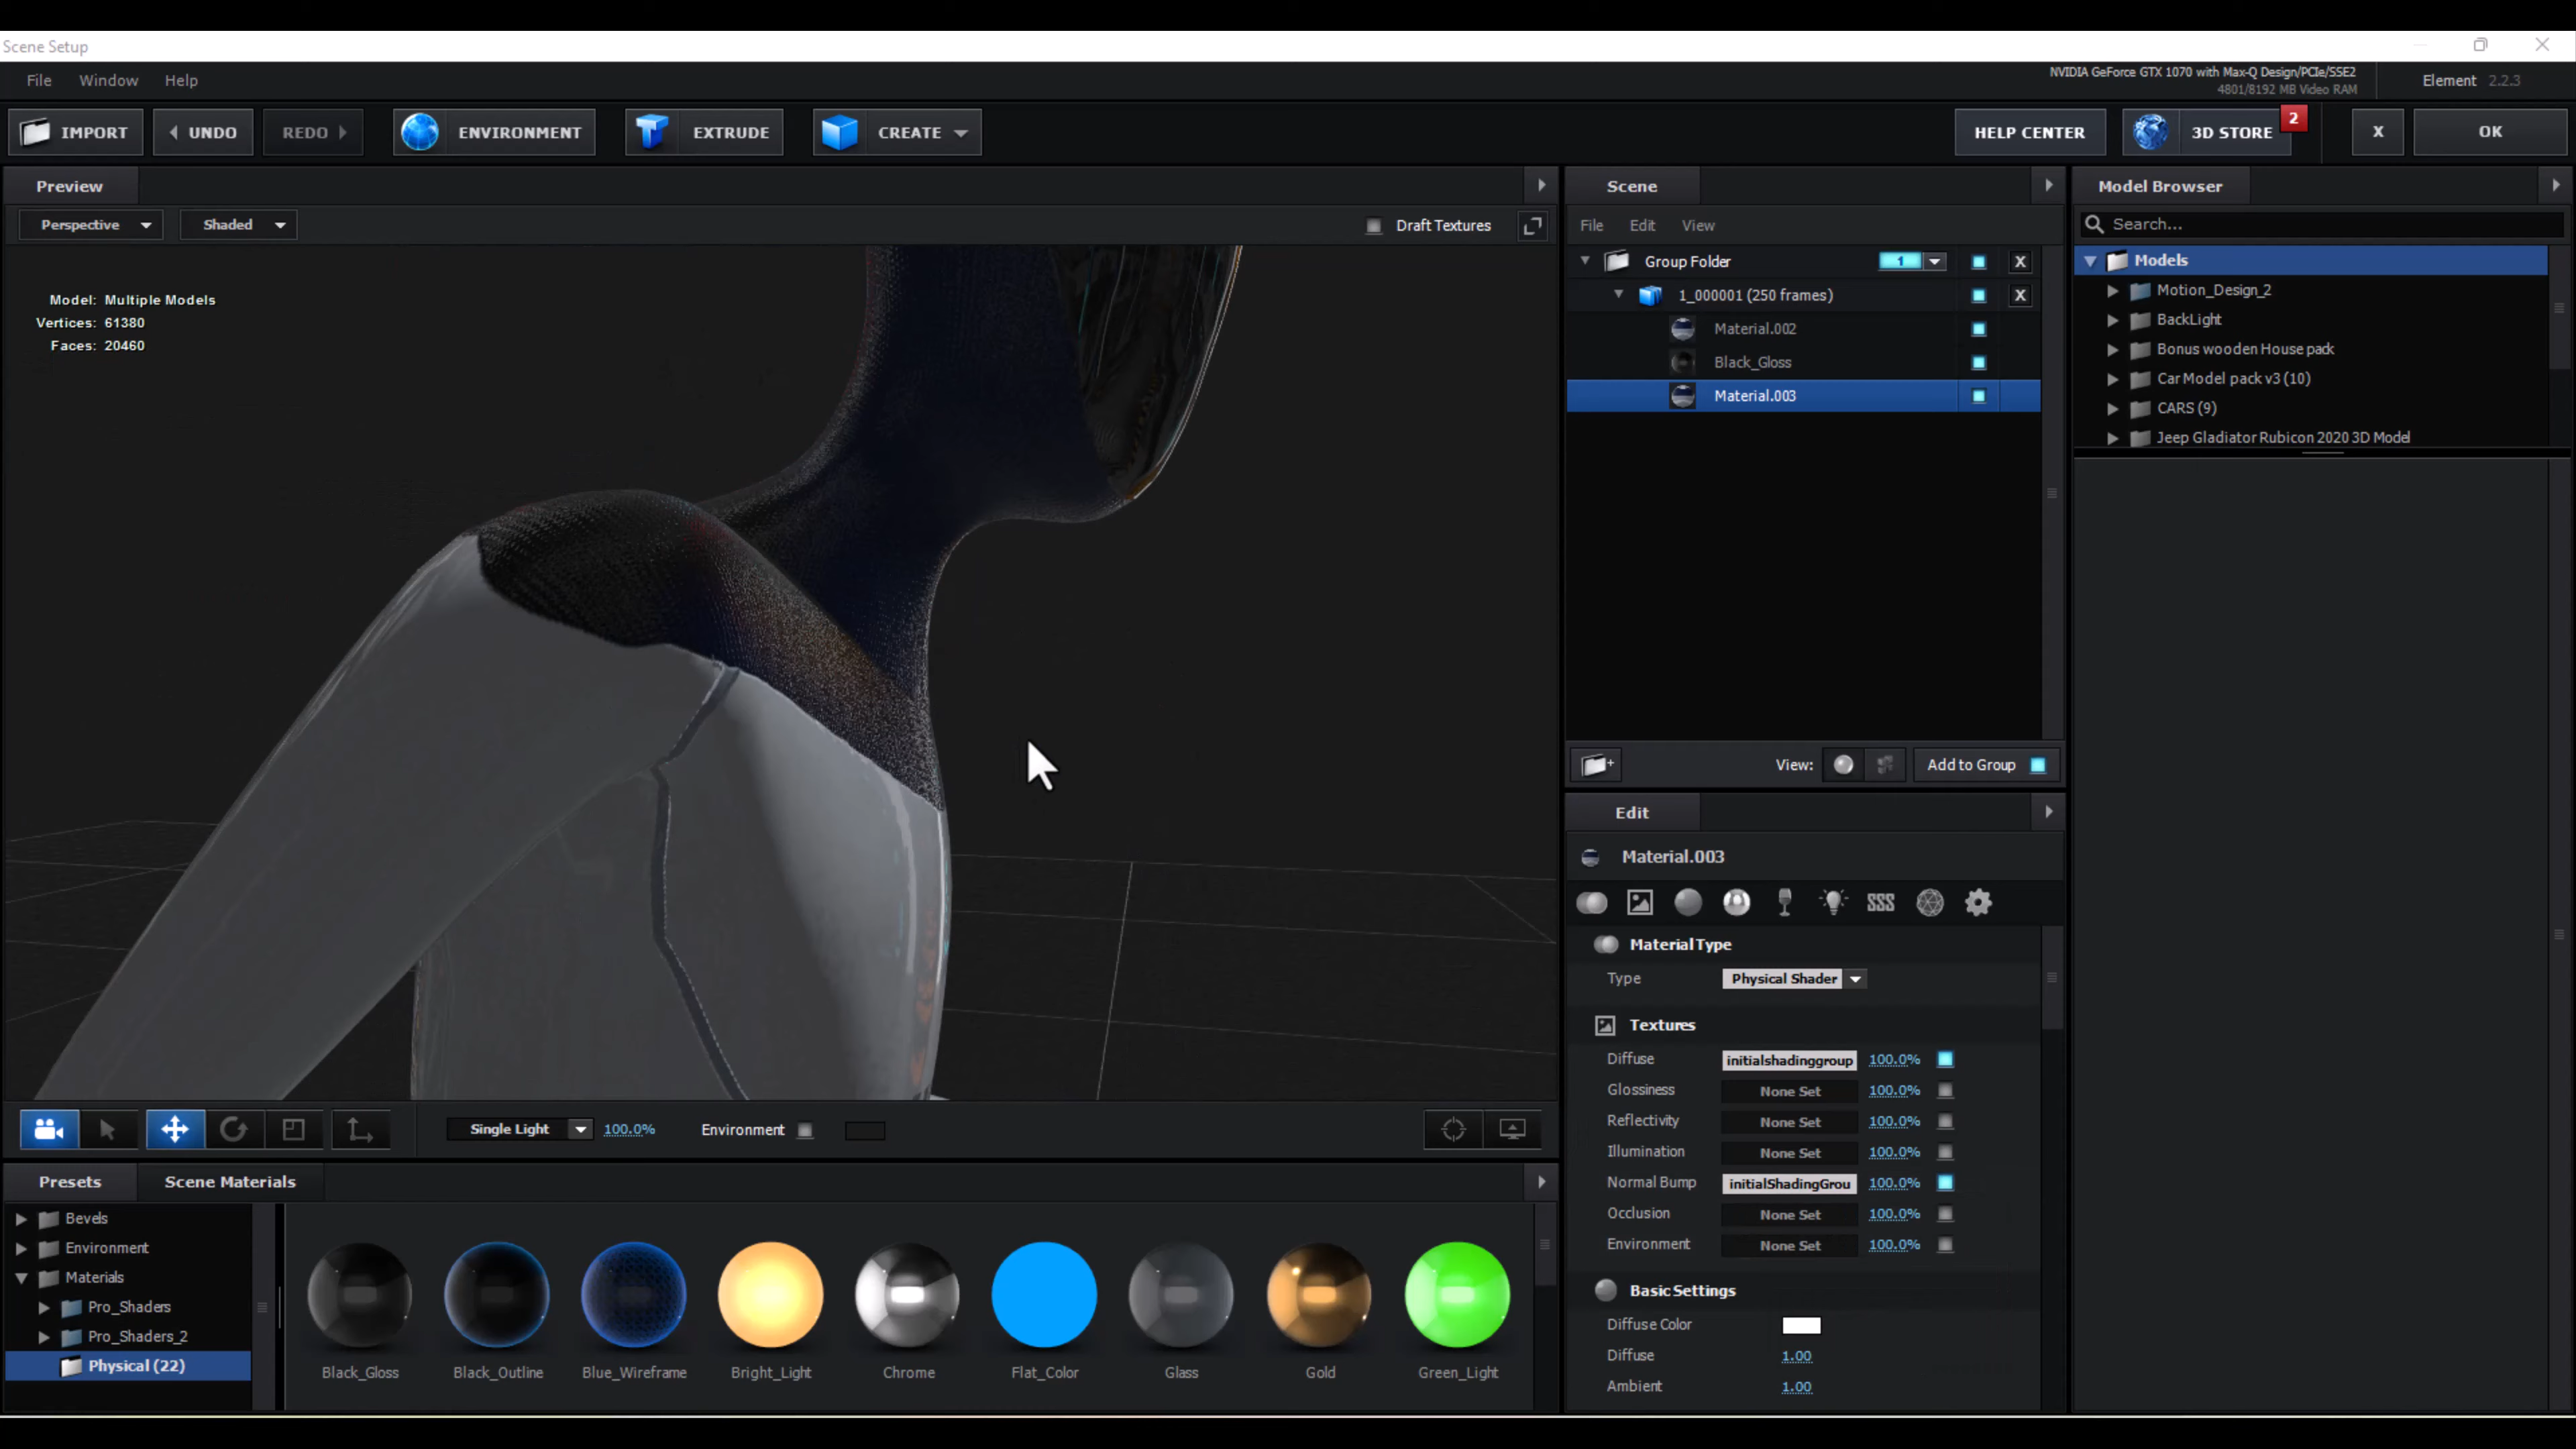 Scene Setup
File Window Help
NVIDIA GeForce GTX 1070 with Max-Q Design/PCIe/SSE2
4801/8192 MB Video RAM
Element 2.2.3
IMPORT UNDO REDO ENVIRONMENT EXTRUDE CREATE HELP CENTER 3D STORE 2 X OK
Preview
Perspective Shaded Draft Textures
Model: Multiple Models
Vertices: 61380
Faces: 20460
Single Light 100.0% Environment
Presets Scene Materials
Bevels
Environment
Materials
Pro_Shaders
Pro_Shaders_2
Physical (22)
Black_Gloss Black_Outline Blue_Wireframe Bright_Light Chrome Flat_Color Glass Gold Green_Light
Scene
File Edit View
Group Folder 1 X
1_000001 (250 frames) X
Material.002
Black_Gloss
Material.003
View: Add to Group
Edit
Material.003
SSS
Material Type
Type Physical Shader
Textures
Diffuse initialshadinggroup 100.0%
Glossiness None Set 100.0%
Reflectivity None Set 100.0%
Illumination None Set 100.0%
Normal Bump initialShadingGrou 100.0%
Occlusion None Set 100.0%
Environment None Set 100.0%
Basic Settings
Diffuse Color
Diffuse 1.00
Ambient 1.00
Model Browser
Search...
Models
Motion_Design_2
BackLight
Bonus wooden House pack
Car Model pack v3 (10)
CARS (9)
Jeep Gladiator Rubicon 2020 3D Model